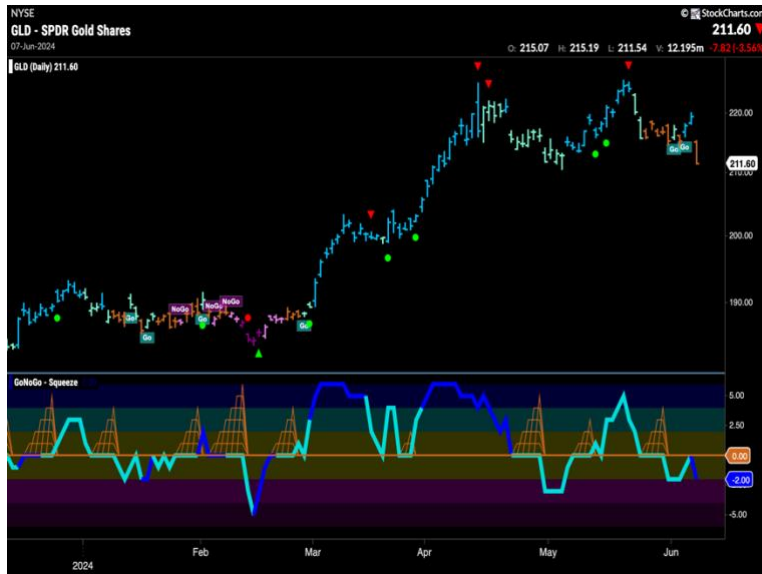 NYSE
© StockCharts.com
GLD - SPDR Gold Shares
211.60
07-Jun-2024
O: 215.07 H: 215.19 L: 211.54 V: 12.195m -7.82 (-3.56%
GLD (Daily) 211.60
220.00
211.60
210.00
200.00
190.00
Go
Go
NoGo
Go
NoGo
NoGo
Go
Go
Go
GoNoGo - Squeeze
5.00
2.50
0.00
-2.00
-5.00
Feb
Mar
Apr
May
Jun
2024